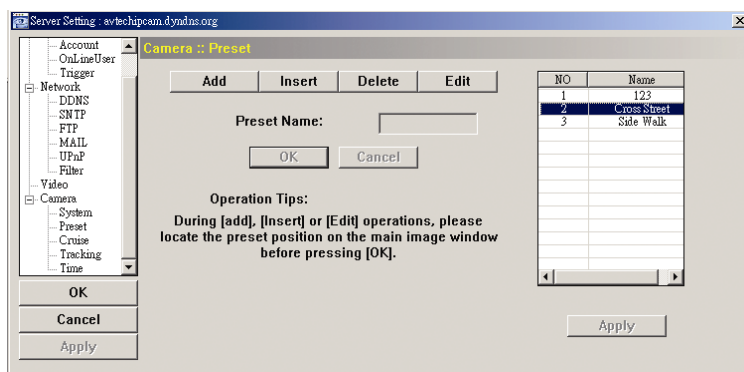 Server Setting : avtechipcam.dyndns.org
Account
OnLineUser
Trigger
Network
DDNS
SNTP
FTP
MAIL
UPnP
Filter
Video
Camera
System
Preset
Cruise
Tracking
Time
OK
Cancel
Apply
Camera :: Preset
Add Insert Delete Edit
Preset Name:
OK Cancel
Operation Tips:
During [add], [Insert] or [Edit] operations, please
locate the preset position on the main image window
before pressing [OK].
NO Name
1 123
2 Cross Street
3 Side Walk
Apply